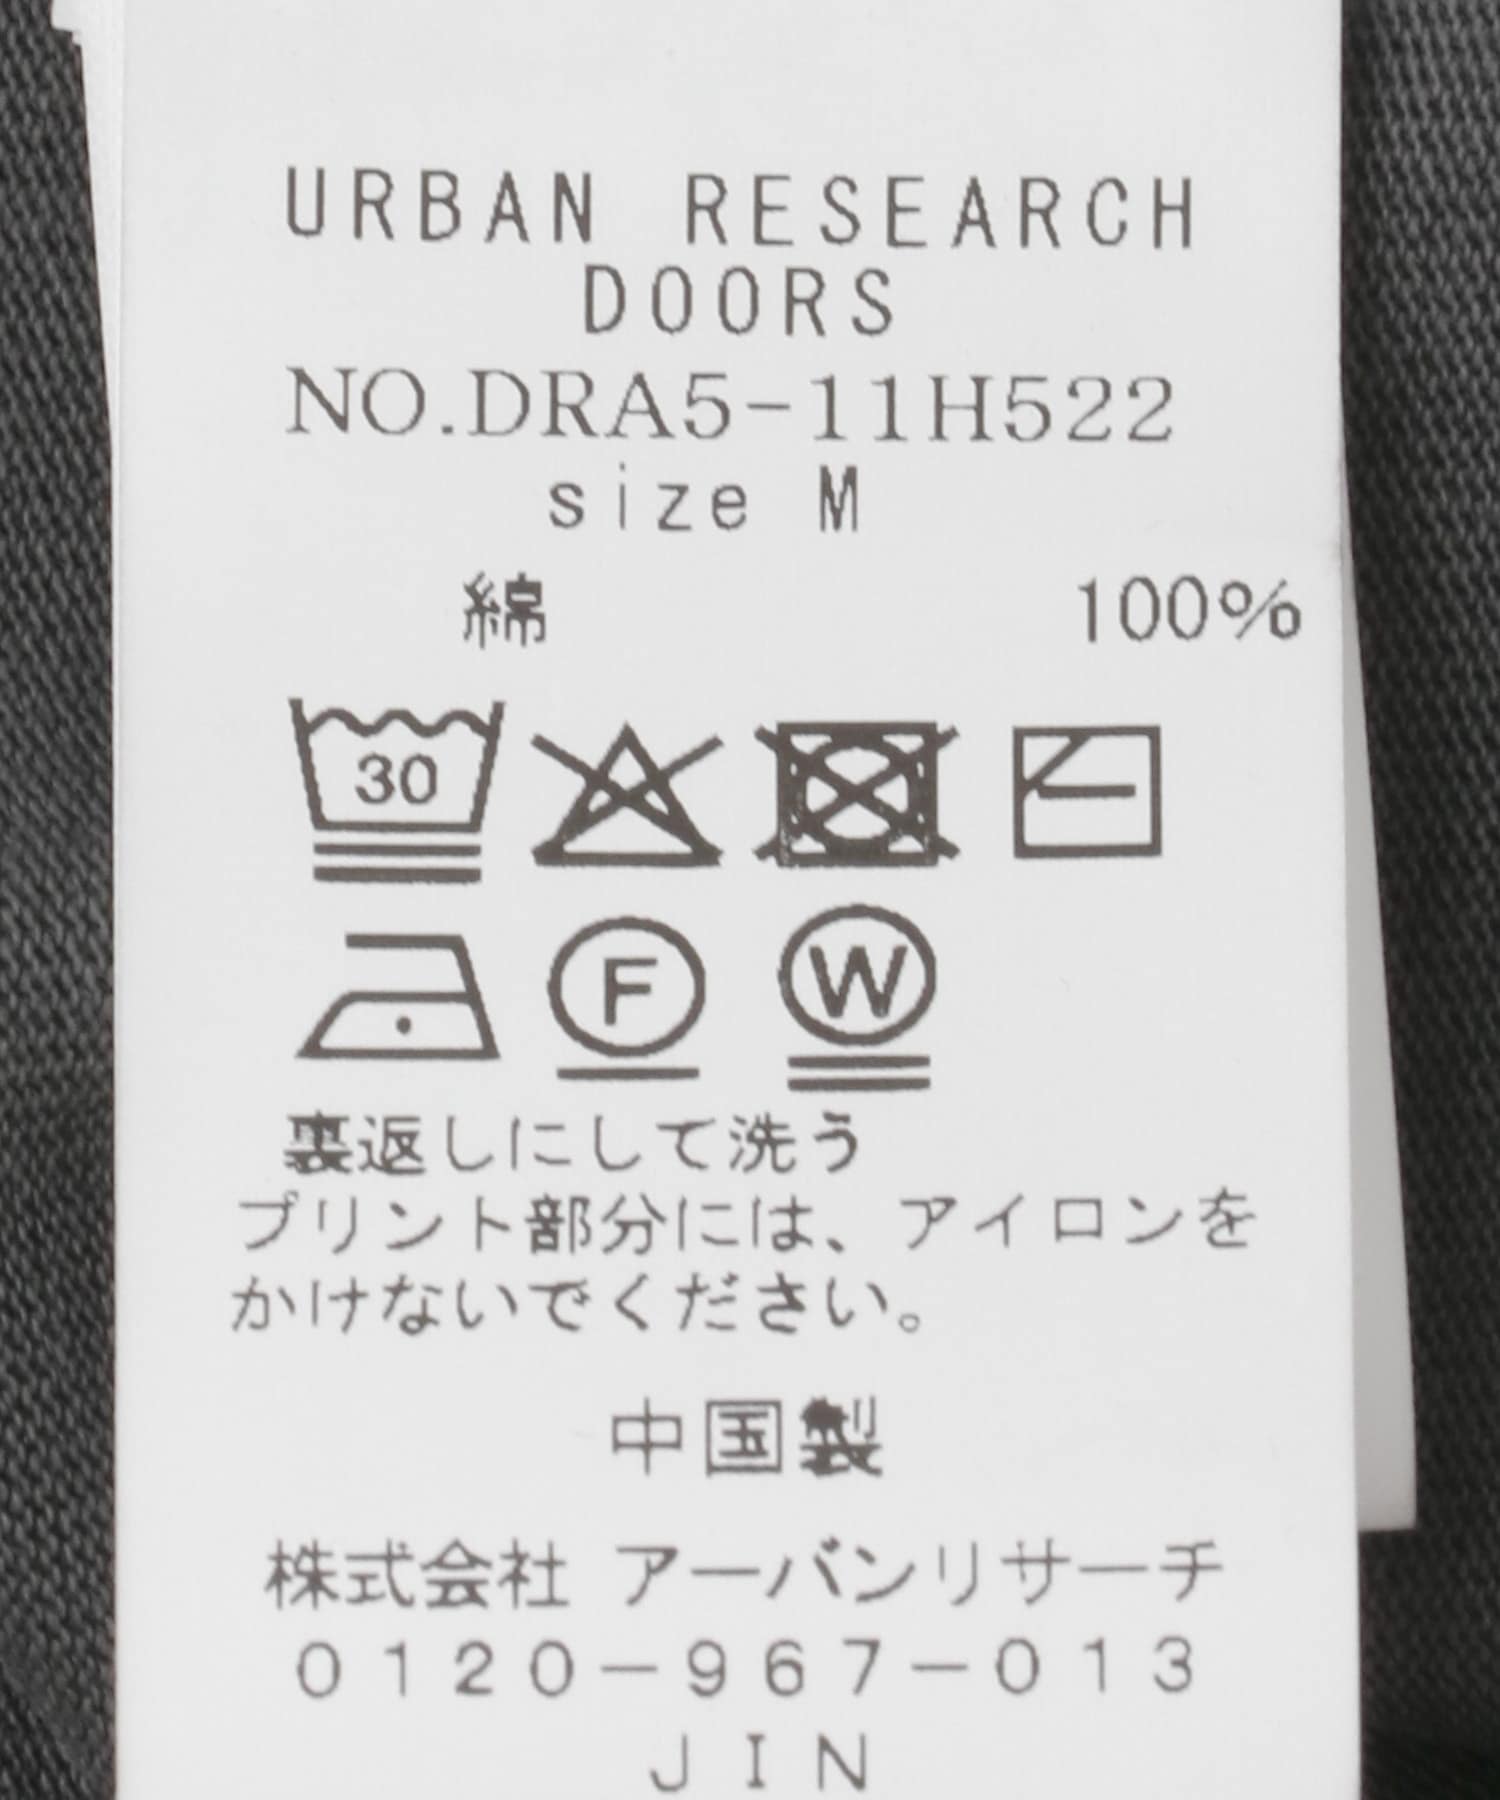 URBAN RESEARCH
DOORS
NO.DRA5-11H522
size M
綿 100%
30
F W
裏返しにして洗う
プリント部分には、アイロンを
かけないでください。
中国製
株式会社 アーバンリサーチ
0120-967-013
JIN